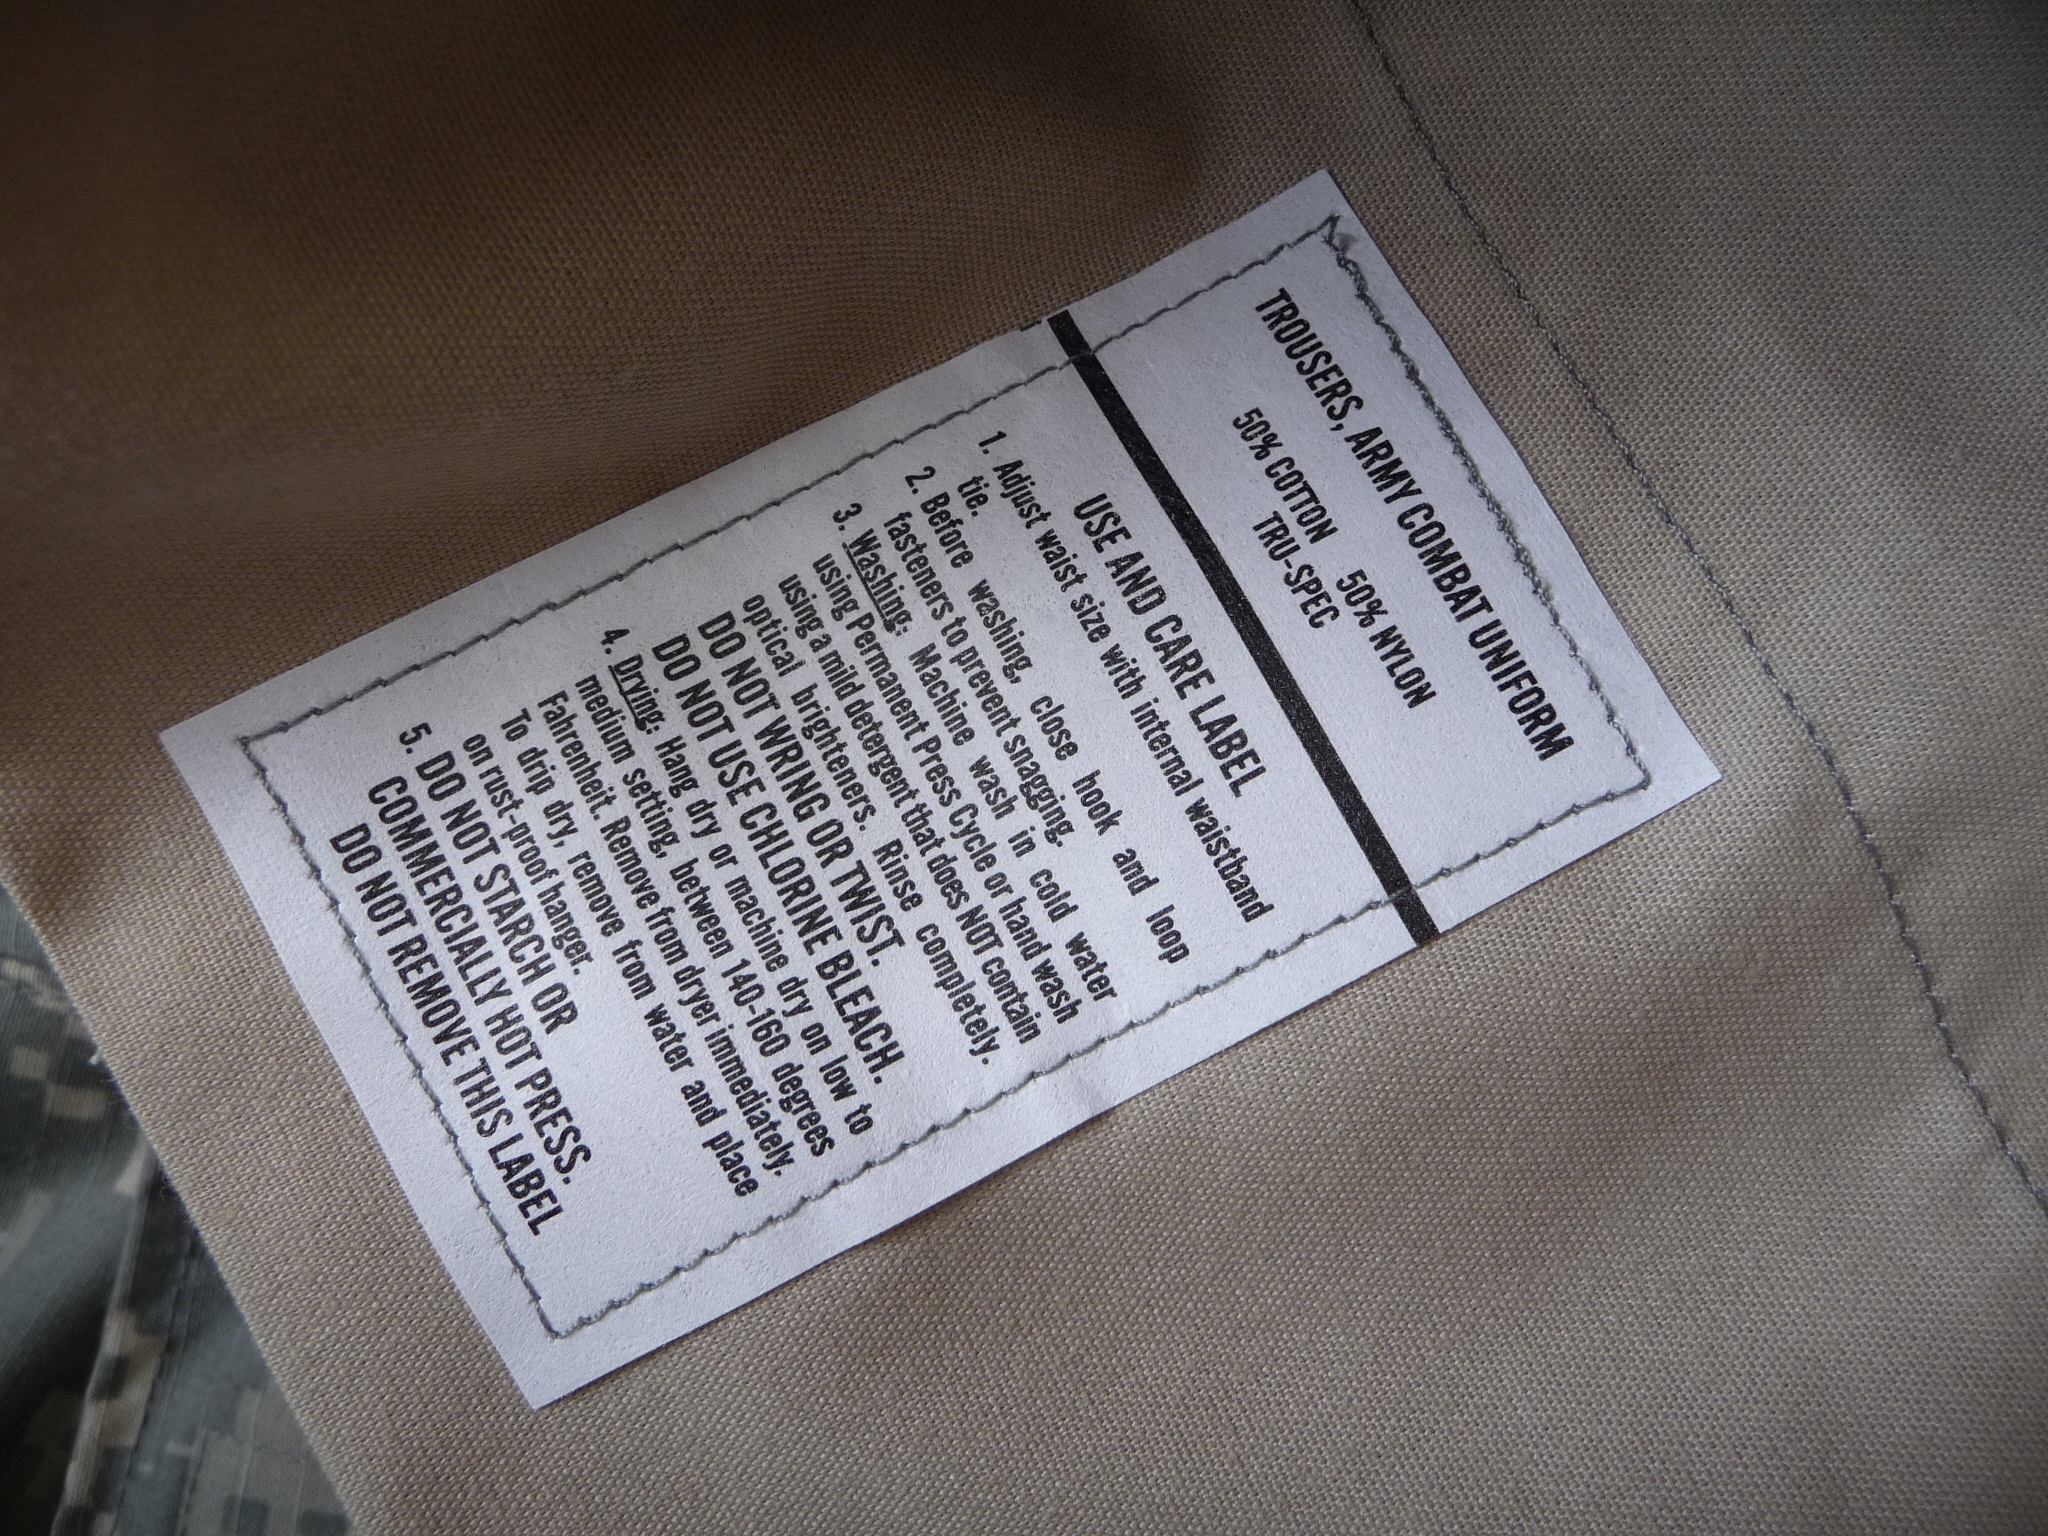 TROUSERS, ARMY COMBAT UNIFORM
50% COTTON 50% NYLON
TRU-SPEC
USE AND CARE LABEL
1. Adjust waist size with internal waistband
tie.
2. Before washing, close hook and loop
fasteners to prevent snagging.
3. Washing: Machine wash in cold water
using Permanent Press Cycle or hand wash
using a mild detergent that does NOT contain
optical brighteners. Rinse completely.
DO NOT WRING OR TWIST.
DO NOT USE CHLORINE BLEACH.
4. Drying: Hang dry or machine dry on low to
medium setting, between 140-160 degrees
Fahrenheit. Remove from dryer immediately.
To drip dry, remove from water and place
on rust-proof hanger.
5. DO NOT STARCH OR
COMMERCIALLY HOT PRESS.
DO NOT REMOVE THIS LABEL